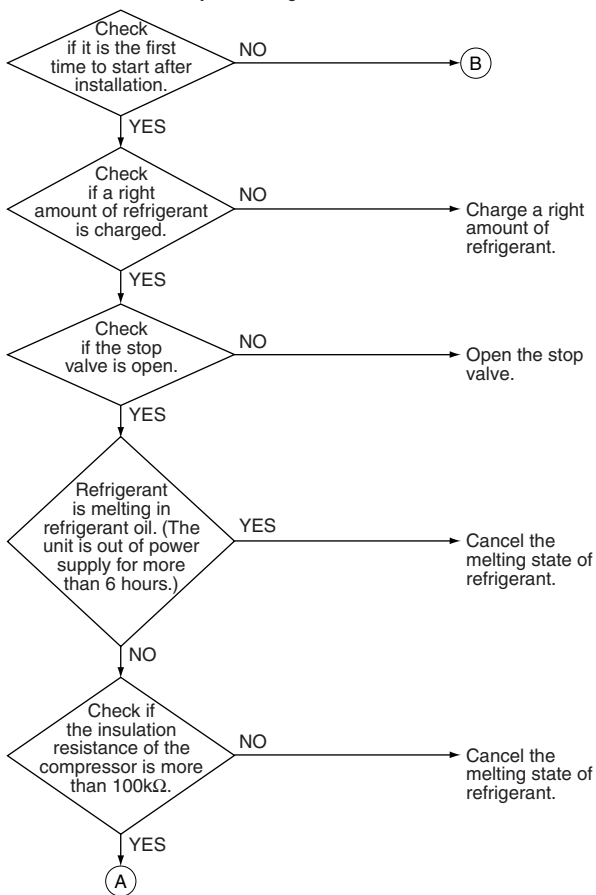 Check
if it is the first
time to start after
installation.
NO
B
YES
Check
if a right
amount of refrigerant
is charged.
NO
Charge a right
amount of
refrigerant.
YES
Check
if the stop
valve is open.
NO
Open the stop
valve.
YES
Refrigerant
is melting in
refrigerant oil. (The
unit is out of power
supply for more
than 6 hours.)
YES
Cancel the
melting state of
refrigerant.
NO
Check if
the insulation
resistance of the
compressor is more
than 100kΩ.
NO
Cancel the
melting state of
refrigerant.
YES
A